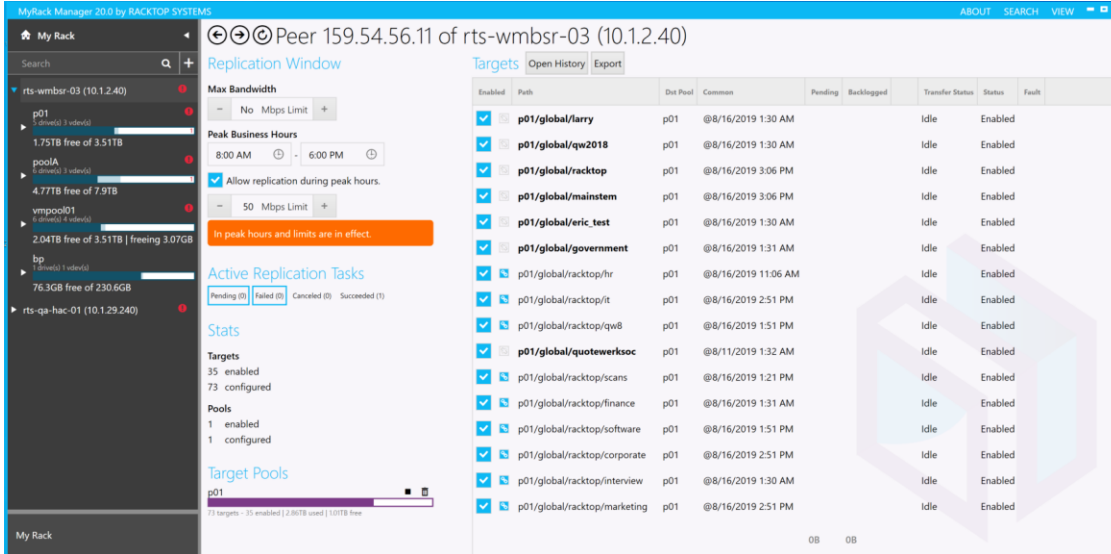 MyRack Manager 20.0 by RACKTOP SYSTEMS
ABOUT SEARCH VIEW
My Rack
Search
rts-wmbsr-03 (10.1.2.40)
p01
5 drive(s) 3 vdev(s)
1.75TB free of 3.51TB
poolA
6 drive(s) 3 vdev(s)
4.77TB free of 7.9TB
vmpool01
6 drive(s) 4 vdev(s)
2.04TB free of 3.51TB | freeing 3.07GB
bp
1 drive(s) 1 vdev(s)
76.3GB free of 230.6GB
rts-qa-hac-01 (10.1.29.240)
My Rack
Peer 159.54.56.11 of rts-wmbsr-03 (10.1.2.40)
Replication Window
Max Bandwidth
− No Mbps Limit +
Peak Business Hours
8:00 AM - 6:00 PM
Allow replication during peak hours.
− 50 Mbps Limit +
In peak hours and limits are in effect.
Active Replication Tasks
Pending (0) Failed (0) Canceled (0) Succeeded (1)
Stats
Targets
35 enabled
73 configured
Pools
1 enabled
1 configured
Target Pools
p01
73 targets - 35 enabled | 2.66TB used | 1.01TB free
Targets Open History Export
Enabled Path Dst Pool Common Pending Backlogged Transfer Status Status Fault
p01/global/larry p01 @8/16/2019 1:30 AM Idle Enabled
p01/global/qw2018 p01 @8/16/2019 1:30 AM Idle Enabled
p01/global/racktop p01 @8/16/2019 3:06 PM Idle Enabled
p01/global/mainstem p01 @8/16/2019 3:06 PM Idle Enabled
p01/global/eric_test p01 @8/16/2019 1:30 AM Idle Enabled
p01/global/government p01 @8/16/2019 1:31 AM Idle Enabled
p01/global/racktop/hr p01 @8/16/2019 11:06 AM Idle Enabled
p01/global/racktop/it p01 @8/16/2019 2:51 PM Idle Enabled
p01/global/racktop/qw8 p01 @8/16/2019 1:51 PM Idle Enabled
p01/global/quotewerksoc p01 @8/11/2019 1:32 AM Idle Enabled
p01/global/racktop/scans p01 @8/16/2019 1:21 PM Idle Enabled
p01/global/racktop/finance p01 @8/16/2019 1:31 AM Idle Enabled
p01/global/racktop/software p01 @8/16/2019 1:51 PM Idle Enabled
p01/global/racktop/corporate p01 @8/16/2019 2:51 PM Idle Enabled
p01/global/racktop/interview p01 @8/16/2019 1:30 AM Idle Enabled
p01/global/racktop/marketing p01 @8/16/2019 2:51 PM Idle Enabled
0B 0B